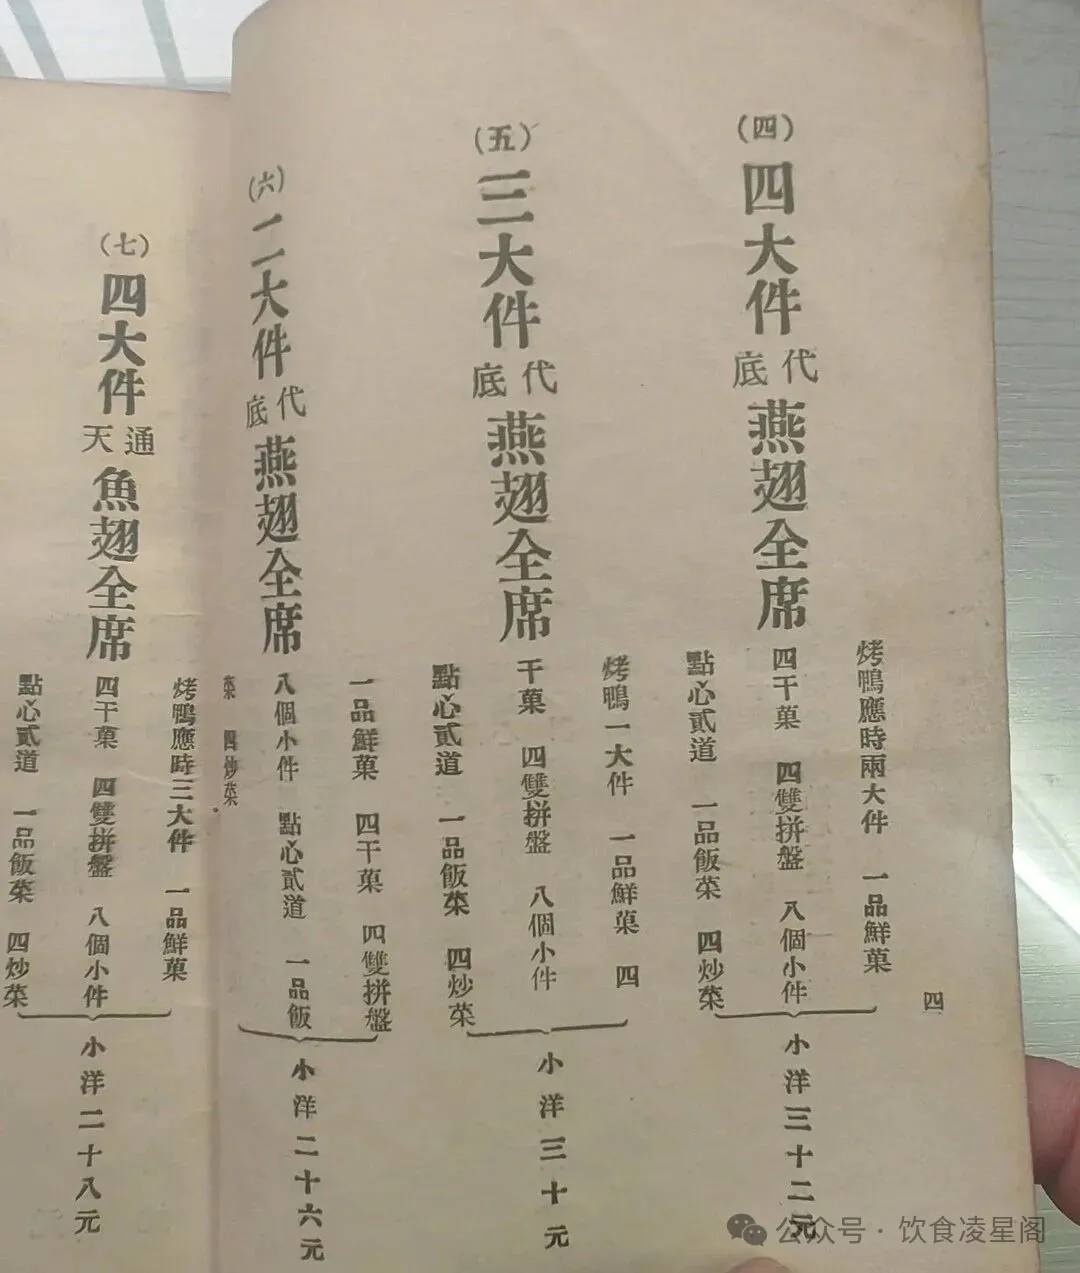 四
(四)
四大件
代底
燕翅全席
烤鴨應時兩大件　一品鮮菓
四干菓　四雙拼盤　八個小件
點心貳道　一品飯菜　四炒菜
小洋三十二元
(五)
三大件
代底
燕翅全席
烤鴨一大件　一品鮮菓　四
干菓　四雙拼盤　八個小件
點心貳道　一品飯菜　四炒菜
小洋三十元
(六)
二大件
代底
燕翅全席
一品鮮菓　四干菓　四雙拼盤
八個小件　點心貳道　一品飯
菜　四炒菜
小洋二十六元
(七)
四大件
通天
魚翅全席
烤鴨應時三大件　一品鮮菓
四干菓　四雙拼盤　八個小件
點心貳道　一品飯菜　四炒菜
小洋二十八元
公众号·饮食凌星阁